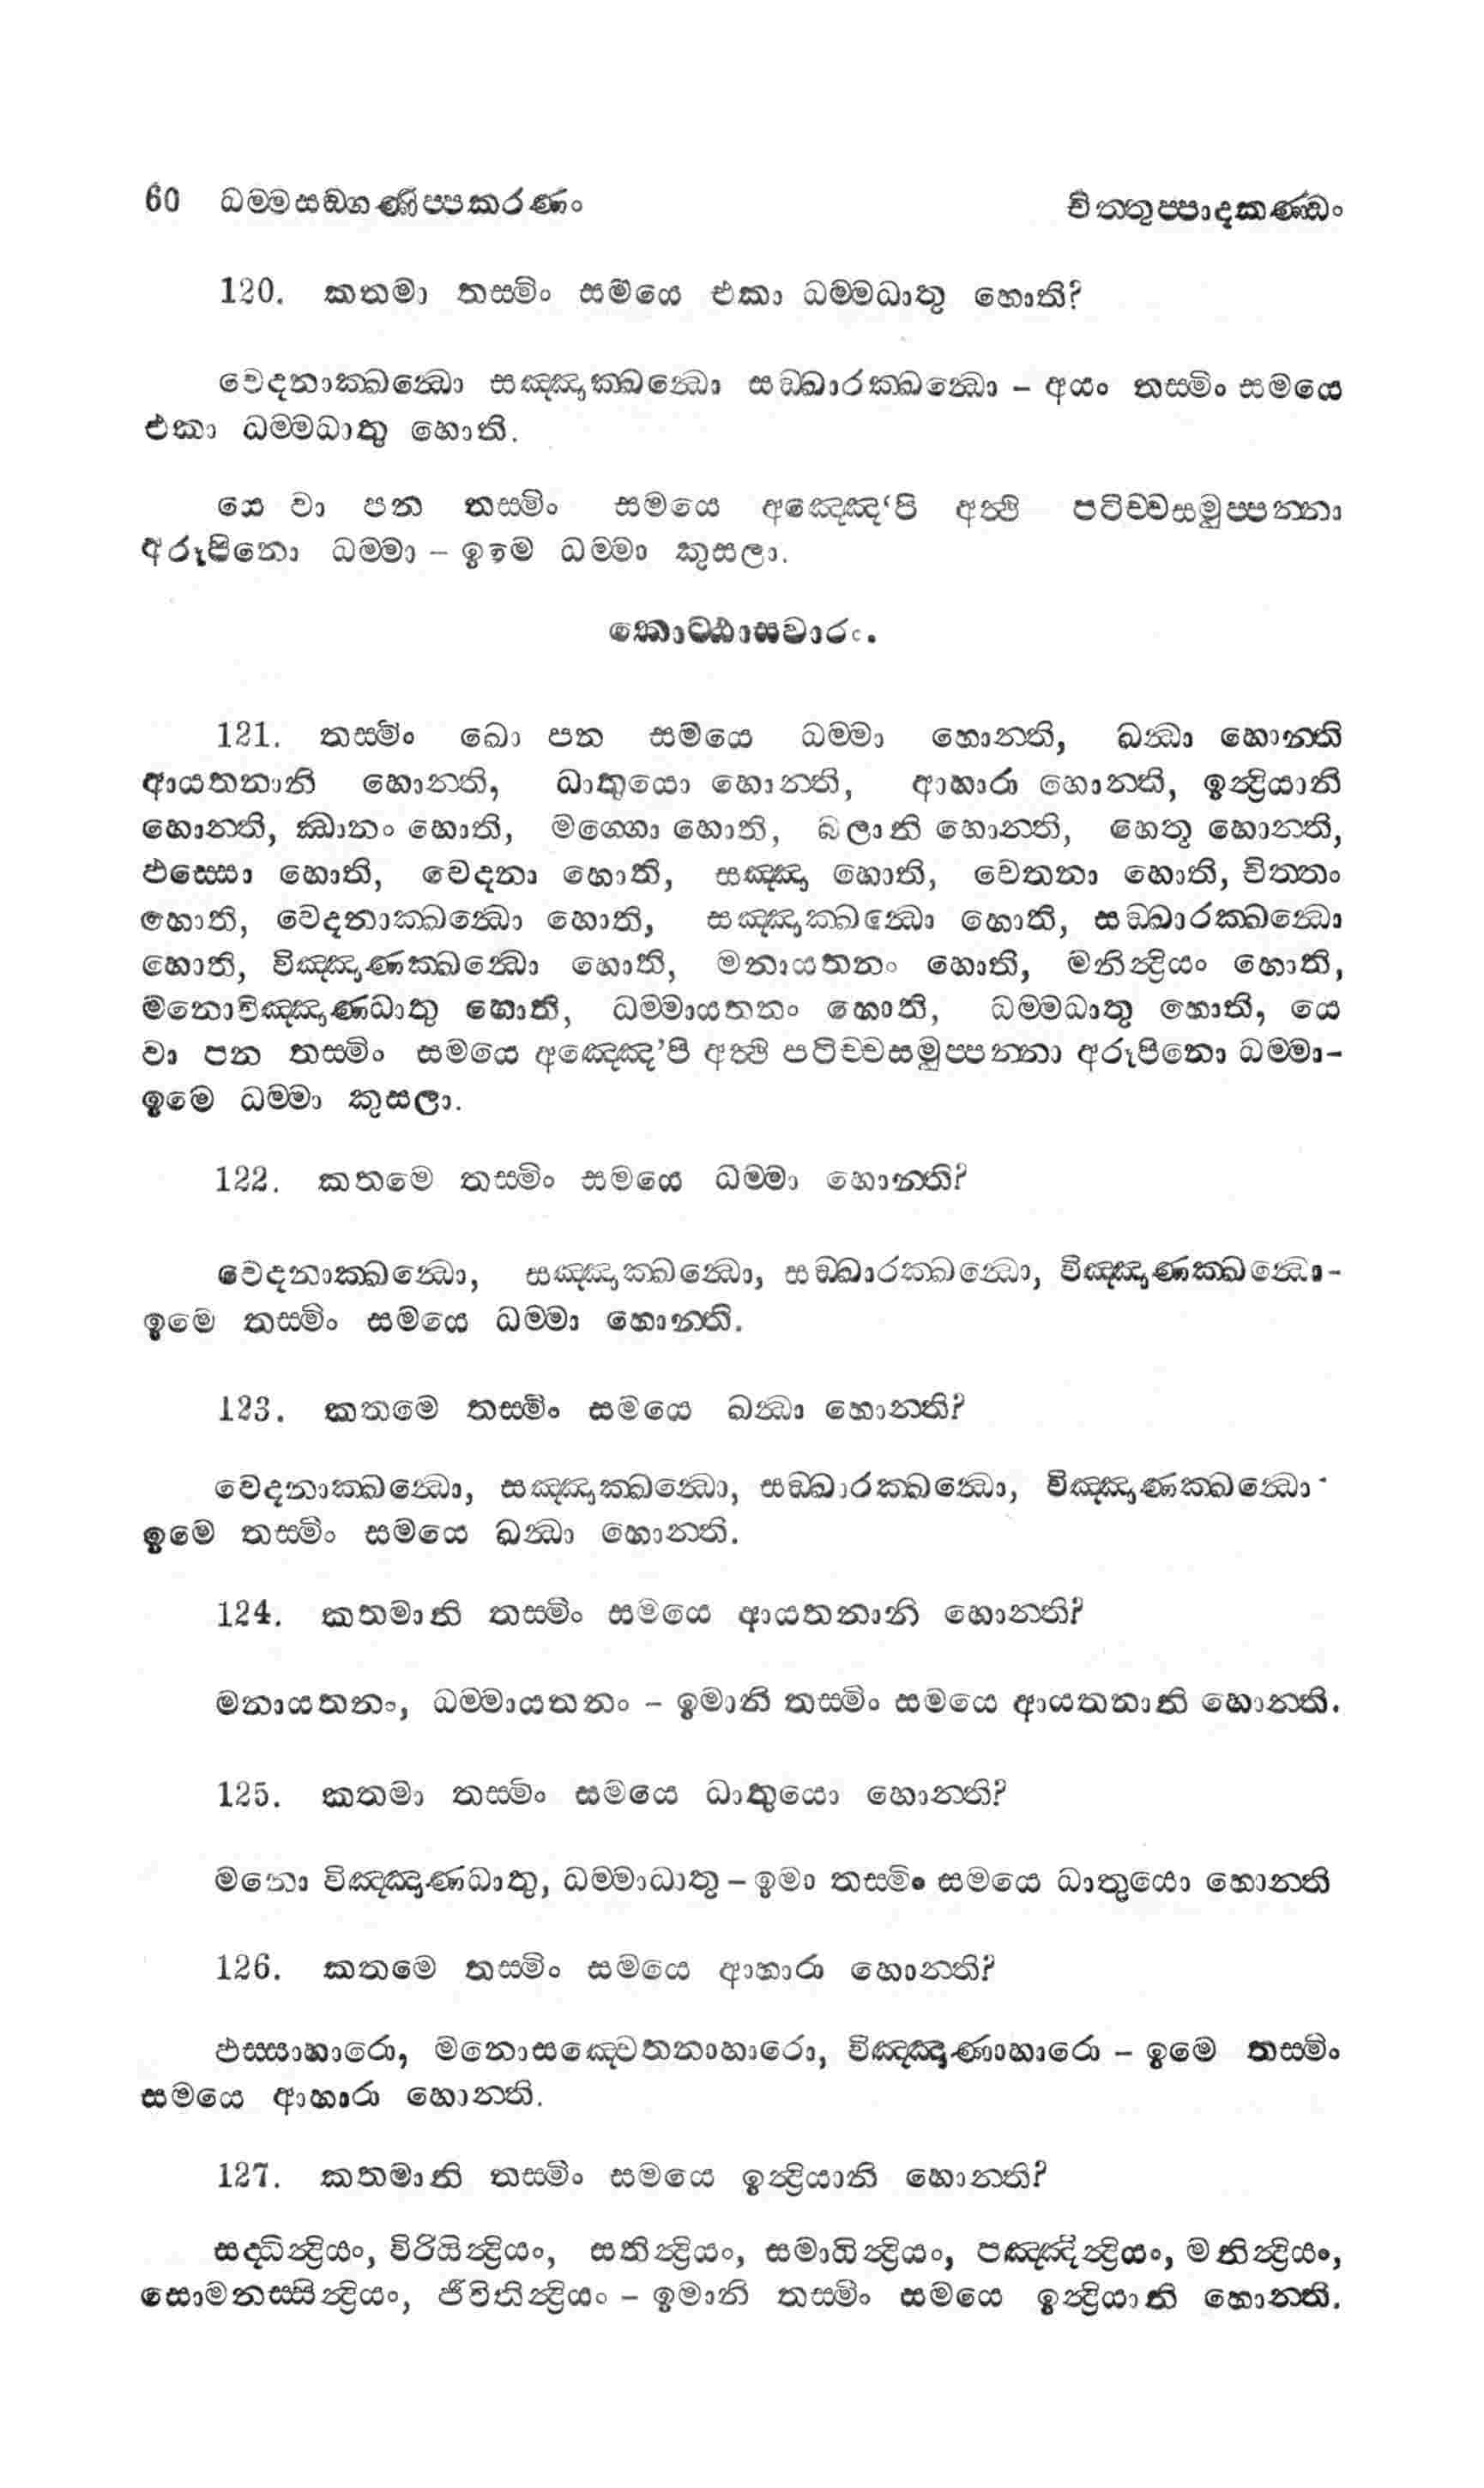 60 ධම්මසඞ්ගණිප්පකරණං
චිත්තුප්පාදකණ්ඩං
120. කතමා තස්මිං සමයෙ එකා ධම්මධාතු හොති?
වෙදනාක්ඛන්ධො සඤ්ඤාක්ඛන්ධො සඞ්ඛාරක්ඛන්ධො – අයං තස්මිං සමයෙ
එකා ධම්මධාතු හොති.
යෙ වා පන තස්මිං සමයෙ අඤ්ඤෙ‘පි අත්ථි පටිච්චසමුප්පන්නා
අරූපිනො ධම්මා – ඉමෙ ධම්මා කුසලා.
කොට්ඨාසවාරං.
121. තස්මිං ඛො පන සමයෙ ධම්මා හොන්ති, ඛන්ධා හොන්ති
ආයතනානි හොන්ති, ධාතුයො හොන්ති, ආහාරා හොන්ති, ඉන්ද්‍රියානි
හොන්ති, ඣානං හොති, මග්ගො හොති, බලානි හොන්ති, හෙතූ හොන්ති,
ඵස්සො හොති, වෙදනා හොති, සඤ්ඤා හොති, චෙතනා හොති, චිත්තං
හොති, වෙදනාක්ඛන්ධො හොති, සඤ්ඤාක්ඛන්ධො හොති, සඞ්ඛාරක්ඛන්ධො
හොති, විඤ්ඤාණක්ඛන්ධො හොති, මනායතනං හොති, මනින්ද්‍රියං හොති,
මනොවිඤ්ඤාණධාතු හොති, ධම්මායතනං හොති, ධම්මධාතු හොති, යෙ
වා පන තස්මිං සමයෙ අඤ්ඤෙ’පි අත්ථි පටිච්චසමුප්පන්නා අරූපිනො ධම්මා–
ඉමෙ ධම්මා කුසලා.
122. කතමෙ තස්මිං සමයෙ ධම්මා හොන්ති?
වෙදනාක්ඛන්ධො, සඤ්ඤාක්ඛන්ධො, සඞ්ඛාරක්ඛන්ධො, විඤ්ඤාණක්ඛන්ධො–
ඉමෙ තස්මිං සමයෙ ධම්මා හොන්ති.
123. කතමෙ තස්මිං සමයෙ ඛන්ධා හොන්ති?
වෙදනාක්ඛන්ධො, සඤ්ඤාක්ඛන්ධො, සඞ්ඛාරක්ඛන්ධො, විඤ්ඤාණක්ඛන්ධො-
ඉමෙ තස්මිං සමයෙ ඛන්ධා හොන්ති.
124. කතමානි තස්මිං සමයෙ ආයතනානි හොන්ති?
මනායතනං, ධම්මායතනං – ඉමානි තස්මිං සමයෙ ආයතනානි හොන්ති.
125. කතමා තස්මිං සමයෙ ධාතුයො හොන්ති?
මනො විඤ්ඤාණධාතු, ධම්මාධාතු – ඉමා තස්මිං සමයෙ ධාතුයො හොන්ති
126. කතමෙ තස්මිං සමයෙ ආහාරා හොන්ති?
ඵස්සාහාරො, මනොසඤ්චෙතනාහාරො, විඤ්ඤාණාහාරො – ඉමෙ තස්මිං
සමයෙ ආහාරා හොන්ති.
127. කතමානි තස්මිං සමයෙ ඉන්ද්‍රියානි හොන්ති?
සද්ධින්ද්‍රියං, විරියින්ද්‍රියං, සතින්ද්‍රියං, සමාධින්ද්‍රියං, පඤ්ඤින්ද්‍රියං, මනින්ද්‍රියං,
සොමනස්සින්ද්‍රියං, ජීවිතින්ද්‍රියං – ඉමානි තස්මිං සමයෙ ඉන්ද්‍රියානි හොන්ති.